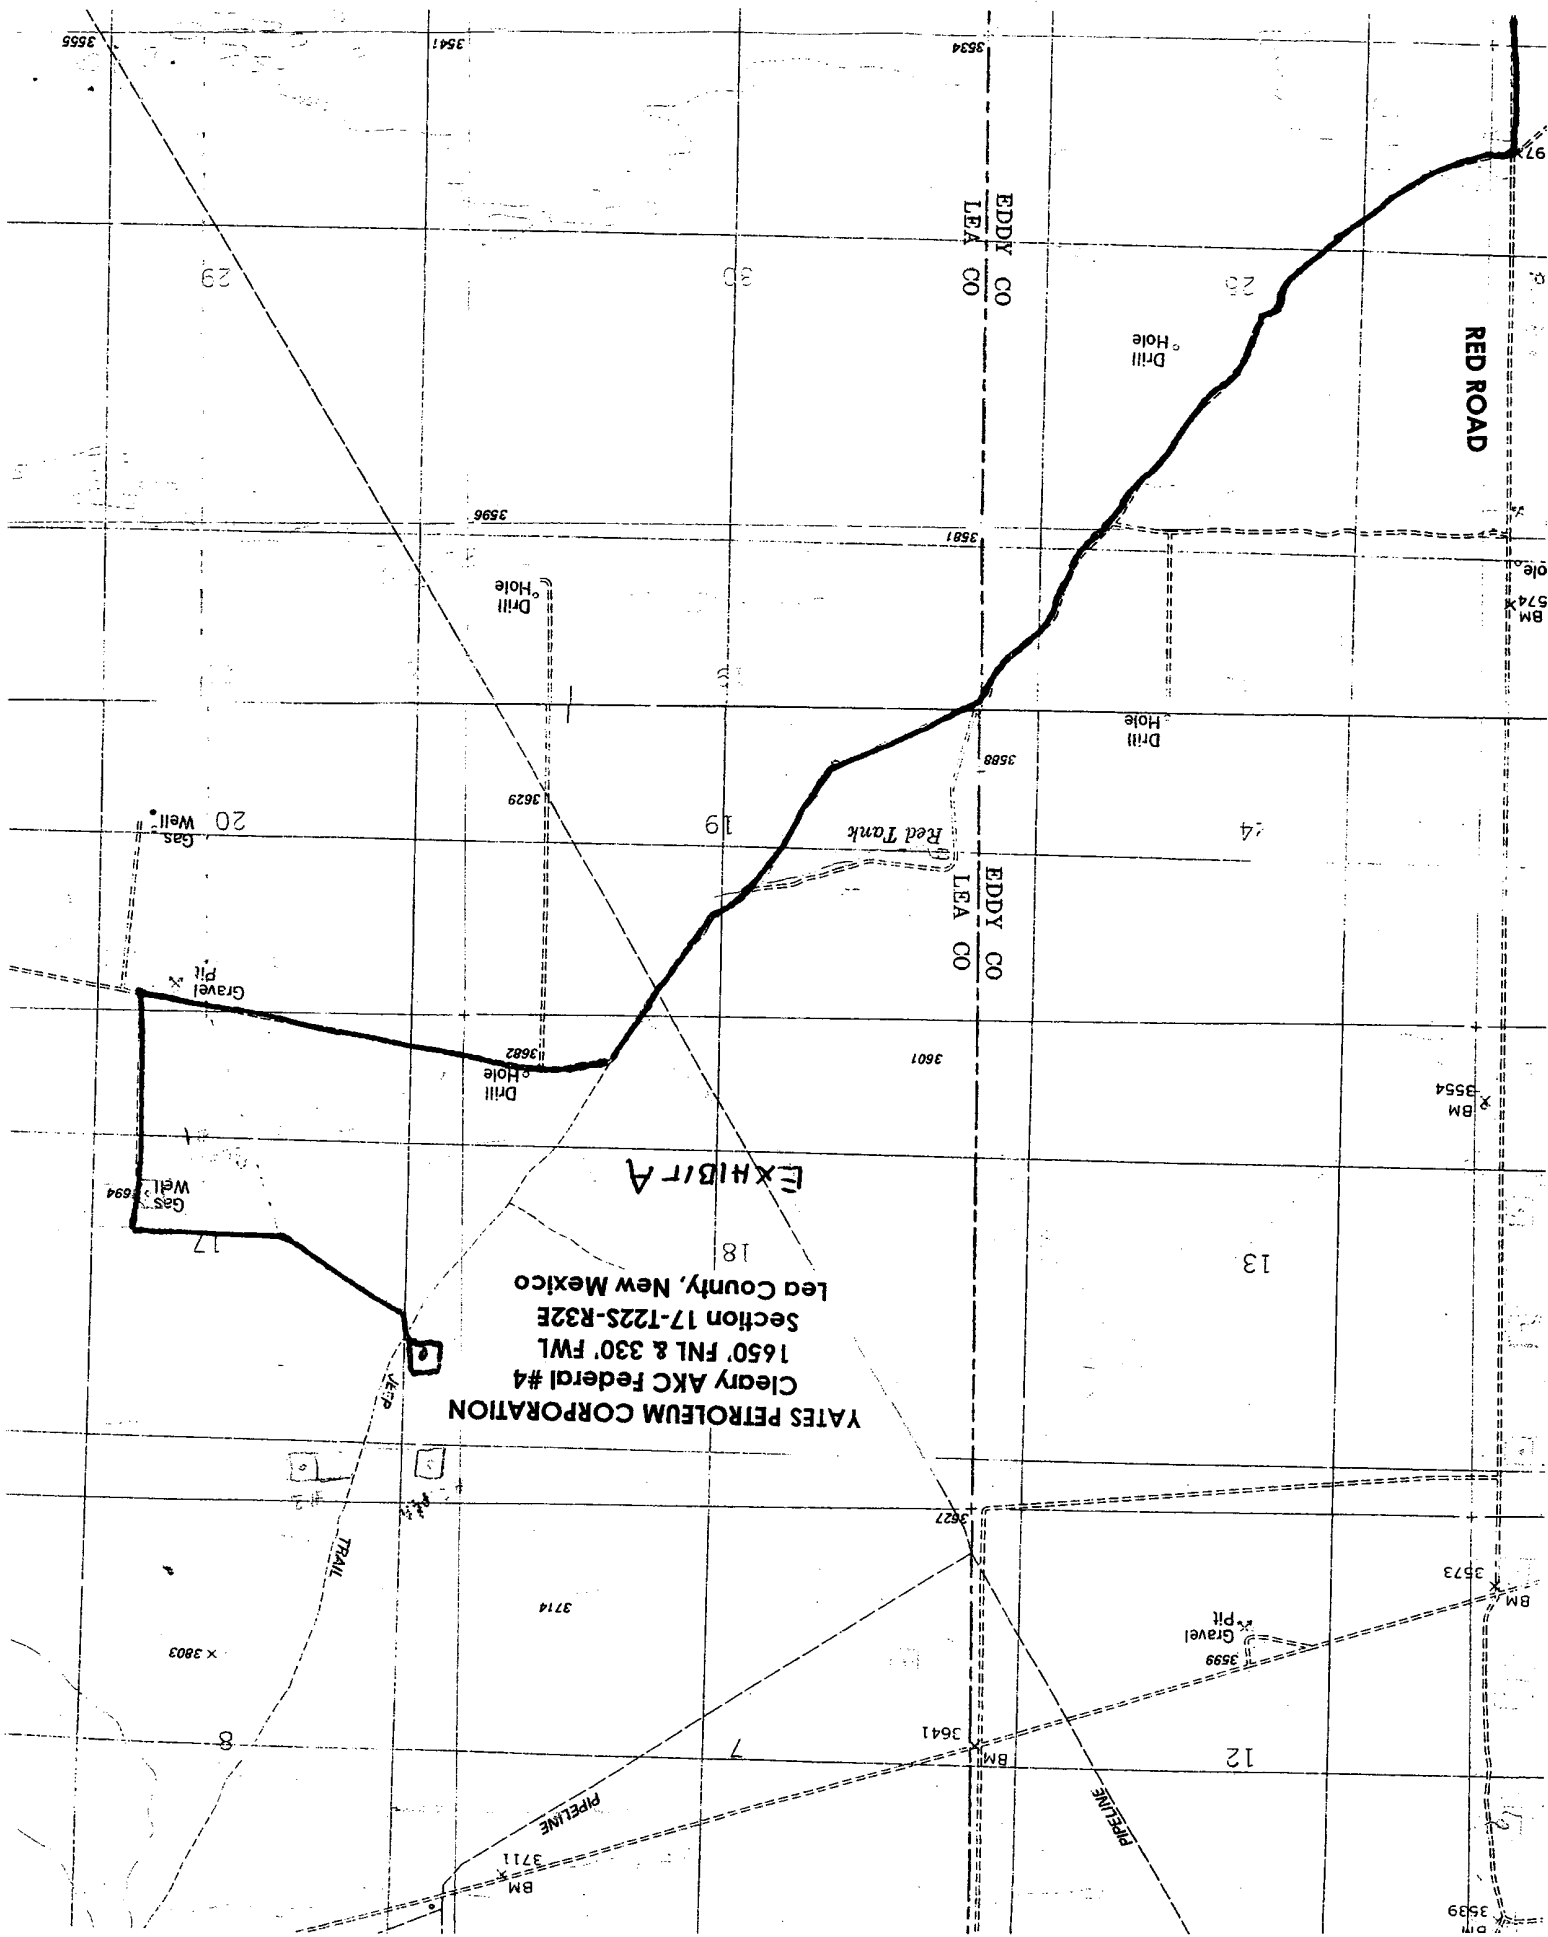 BM
3539
12
PIPELINE
7
PIPELINE
BM
3711
8
BM
3641
3599
Gravel
Pit
BM
3573
3714
× 3803
TRAIL
3627
JEEP
YATES PETROLEUM CORPORATION
Cleary AKC Federal #4
1650' FNL & 330' FWL
Section 17-T22S-R32E
Lea County, New Mexico
13
18
17
EXHIBIT A
Gas
Well
3694
BM
3554
3601
Drill
Hole
3682
Gravel
Pit
EDDY CO
LEA CO
Red Tank
19
20
Gas
Well
3629
3588
Drill
Hole
BM
Drill
Hole
3581
3596
RED ROAD
Drill
Hole
25
30
29
EDDY CO
LEA CO
3534
3541
3555